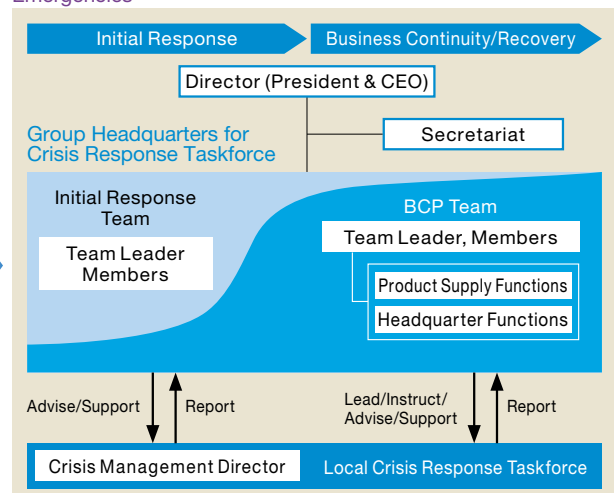 Emergencies
Initial Response
Business Continuity/Recovery
Director (President & CEO)
Group Headquarters for
Crisis Response Taskforce
Secretariat
Initial Response
Team
Team Leader
Members
BCP Team
Team Leader, Members
Product Supply Functions
Headquarter Functions
Advise/Support
Report
Lead/Instruct/
Advise/Support
Report
Crisis Management Director
Local Crisis Response Taskforce